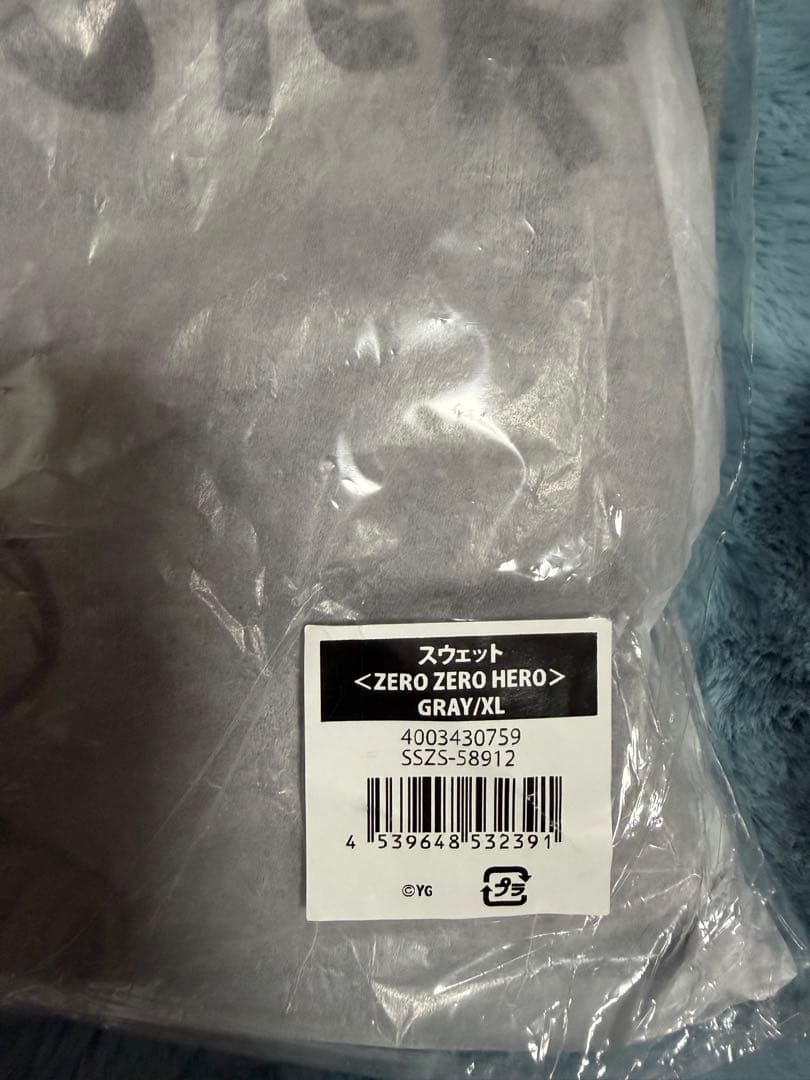 スウェット
<ZERO ZERO HERO>
GRAY/XL
4003430759
SSZS-58912
4 539648 532391
©YG
プラ